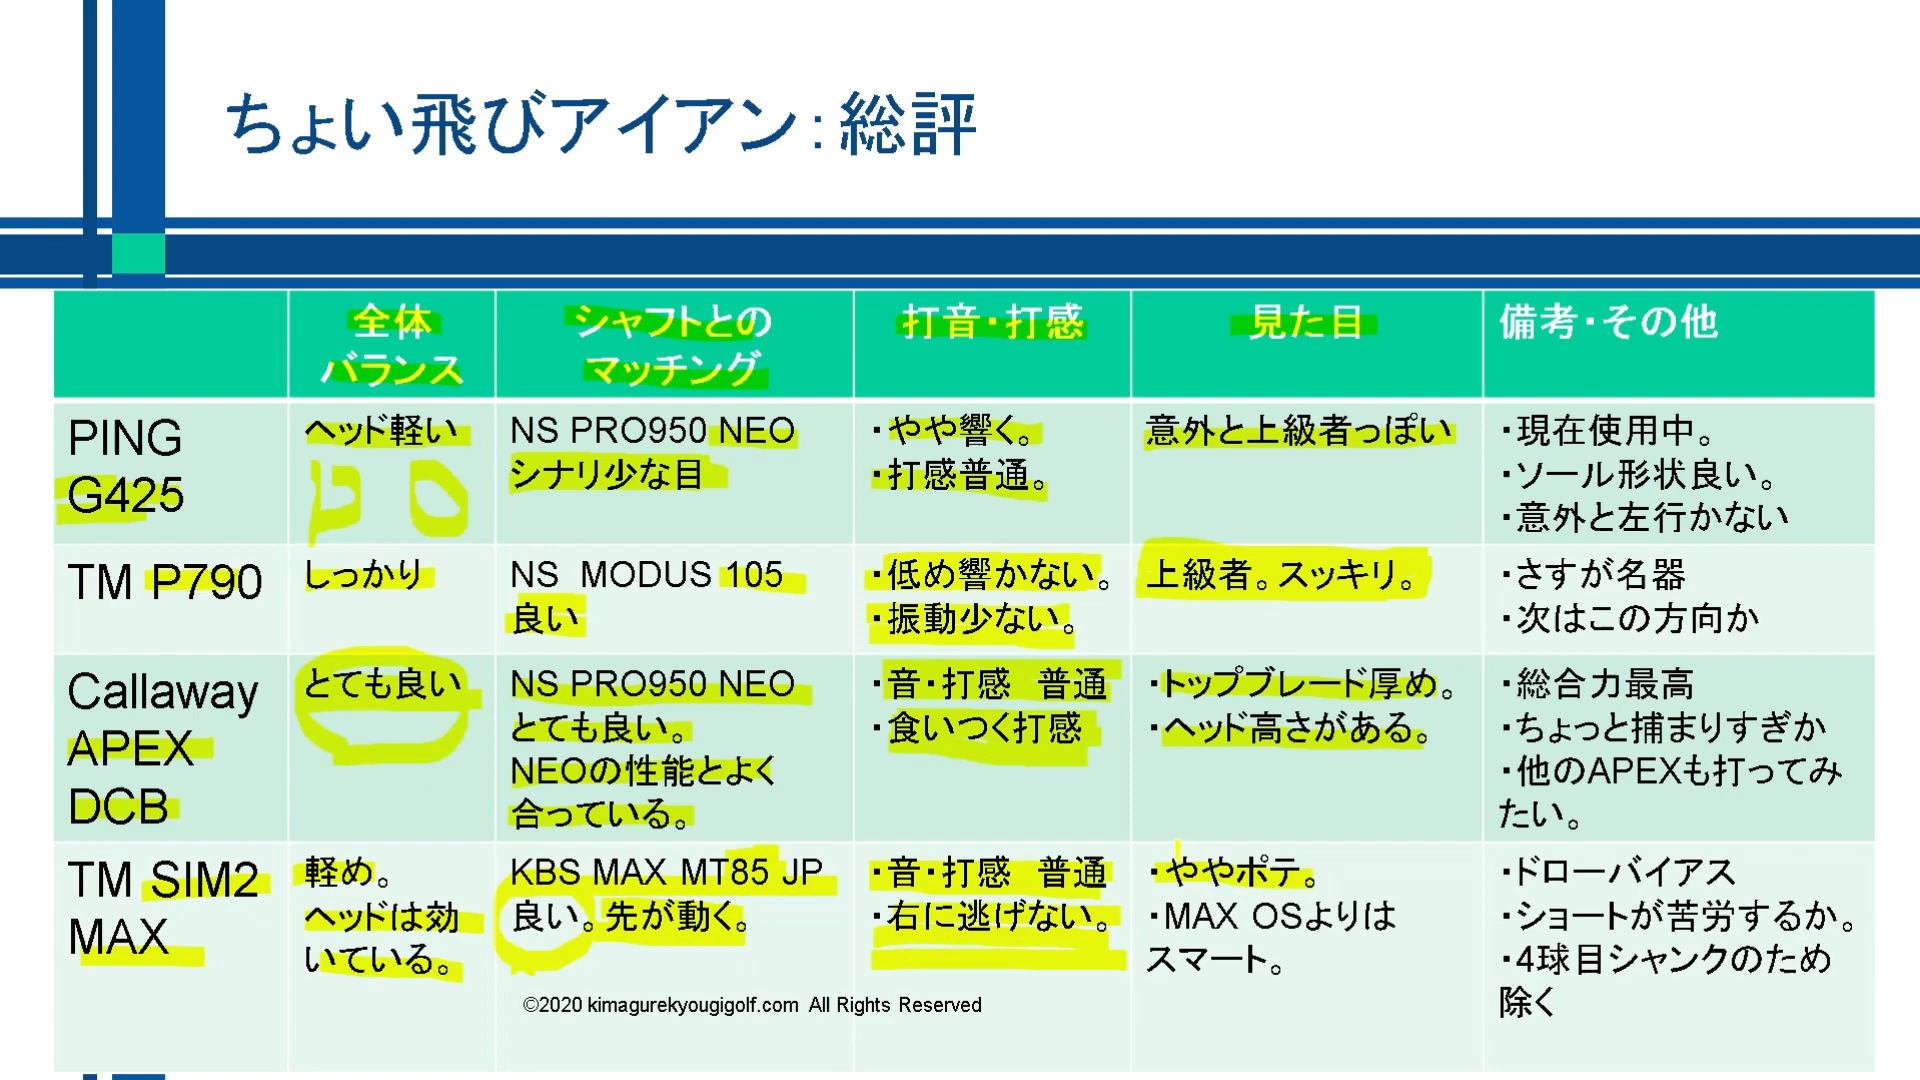 ちょい飛びアイアン：総評
全体
バランス
シャフトとの
マッチング
打音・打感
見た目
備考・その他
PING
G425
ヘッド軽い
NS PRO950 NEO
シナリ少な目
・やや響く。
・打感普通。
意外と上級者っぽい
・現在使用中。
・ソール形状良い。
・意外と左行かない
TM P790
しっかり
NS MODUS 105
良い
・低め響かない。
・振動少ない。
上級者。スッキリ。
・さすが名器
・次はこの方向か
Callaway
APEX
DCB
とても良い
NS PRO950 NEO
とても良い。
NEOの性能とよく
合っている。
・音・打感 普通
・食いつく打感
・トップブレード厚め。
・ヘッド高さがある。
・総合力最高
・ちょっと捕まりすぎか
・他のAPEXも打ってみ
たい。
TM SIM2
MAX
軽め。
ヘッドは効
いている。
KBS MAX MT85 JP
良い。先が動く。
・音・打感 普通
・右に逃げない。
・ややポテ。
・MAX OSよりは
スマート。
・ドローバイアス
・ショートが苦労するか。
・4球目シャンクのため
除く
©2020 kimagurekyougigolf.com All Rights Reserved